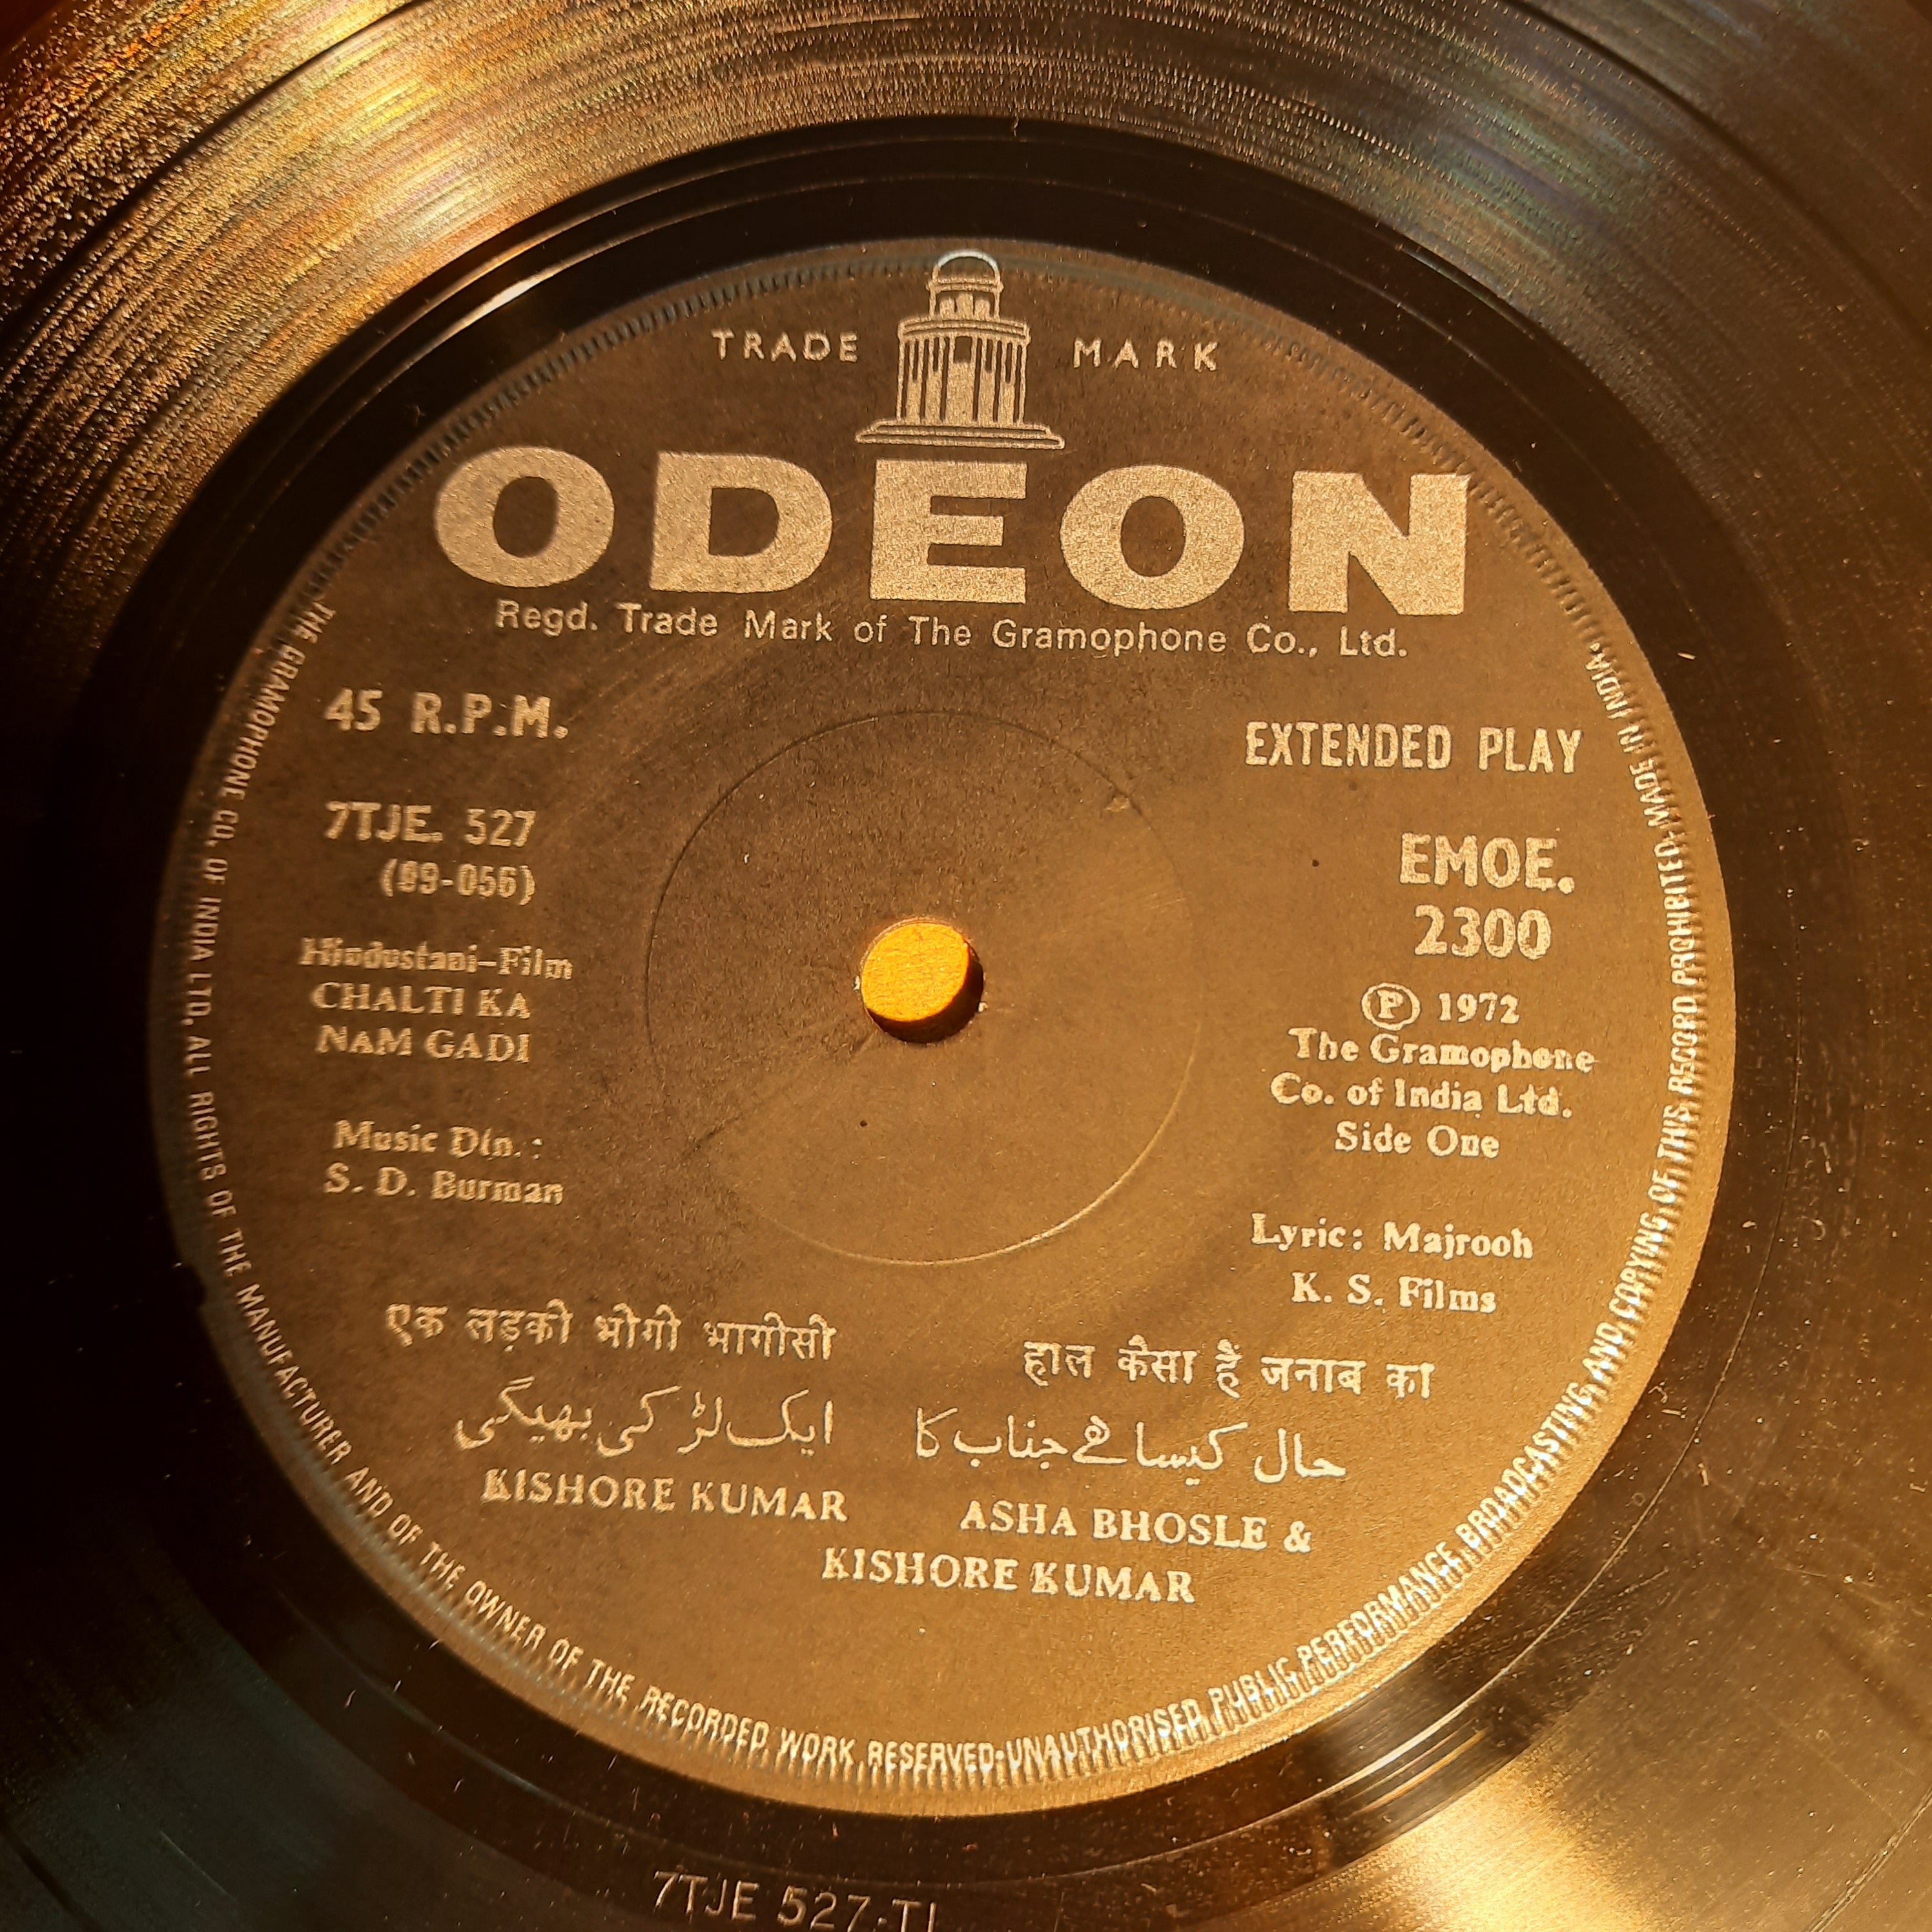 TRADE MARK
ODEON
Regd. Trade Mark of The Gramophone Co., Ltd.
45 R.P.M.
EXTENDED PLAY
7TJE. 527
(89-056)
EMOE.
2300
Hindustani-Film
CHALTI KA
NAM GADI
Ⓟ 1972
The Gramophone
Co. of India Ltd.
Side One
Music Din.:
S. D. Burman
Lyric: Majrooh
K. S. Films
एक लड़की भीगी भागीसी
हाल कैसा है जनाब का
ایک لڑکی بھیگی
حال کیسا ھے جناب کا
KISHORE KUMAR
ASHA BHOSLE &
KISHORE KUMAR
THE GRAMOPHONE CO. OF INDIA LTD. ALL RIGHTS OF THE MANUFACTURER AND OF THE OWNER OF THE RECORDED WORK RESERVED·UNAUTHORISED PUBLIC PERFORMANCE BROADCASTING AND COPYING OF THIS RECORD PROHIBITED·MADE IN INDIA·
7TJE 527·T1